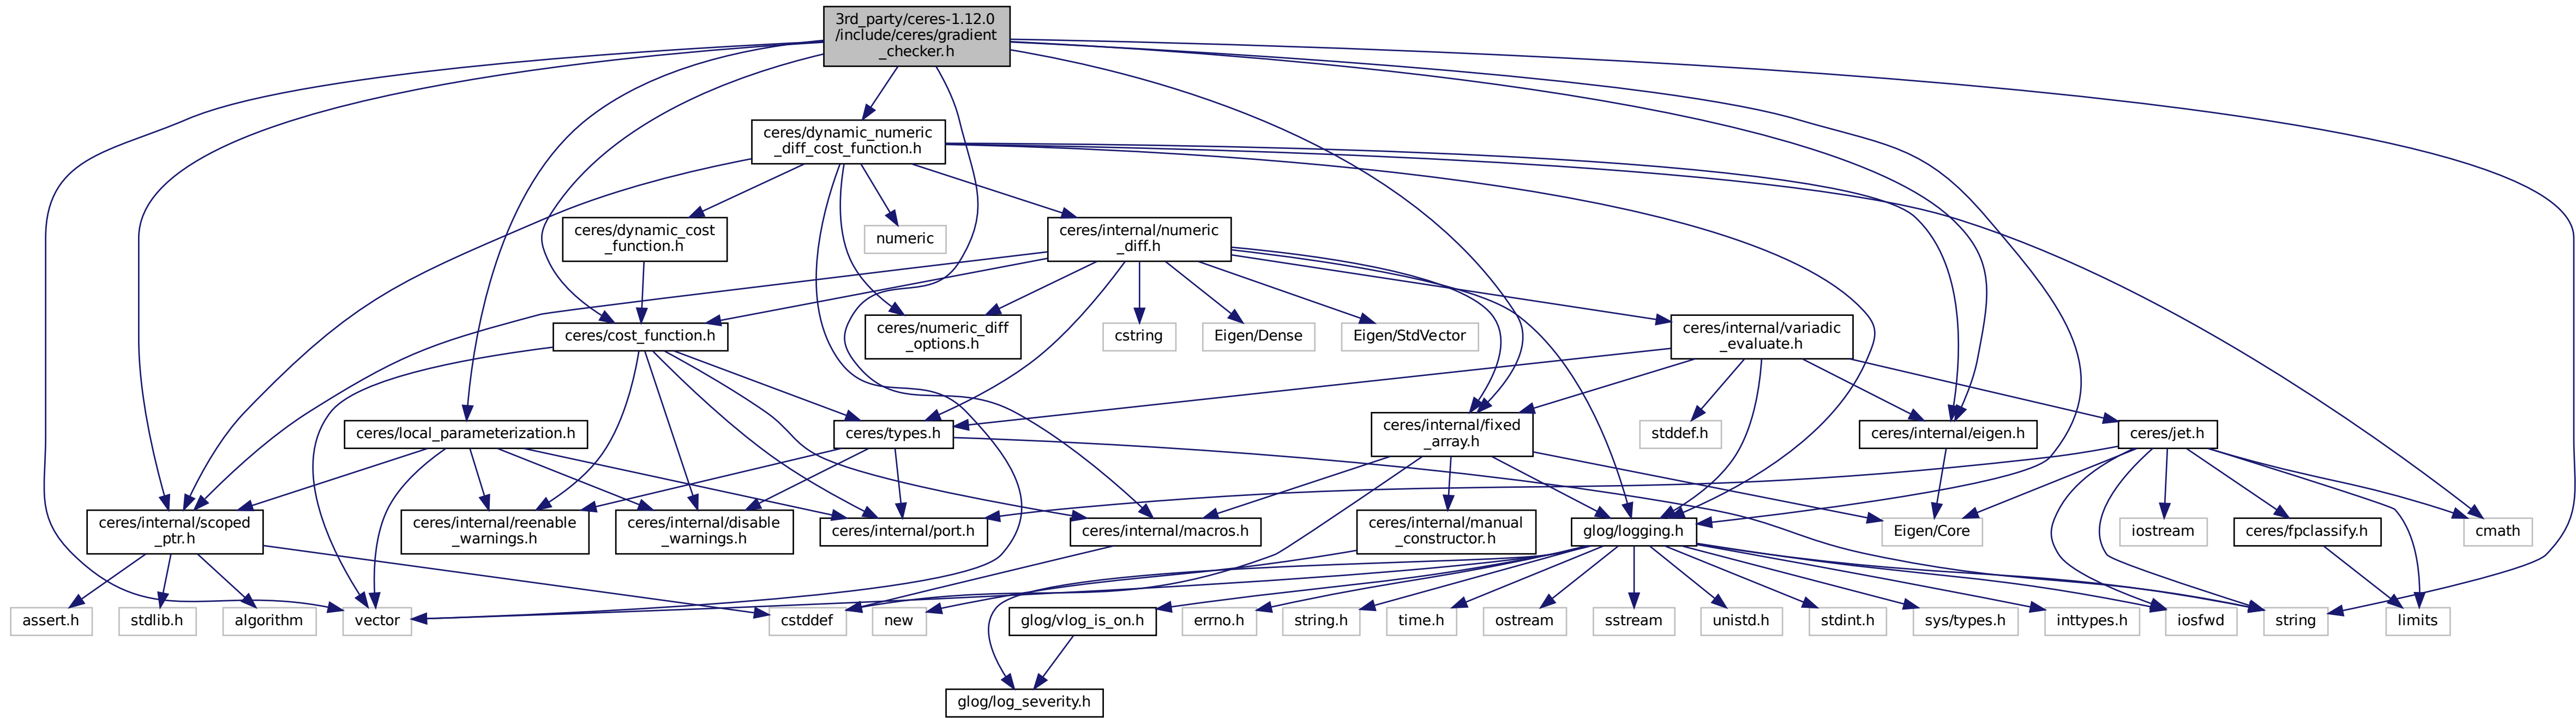 3rd_party/ceres-1.12.0
/include/ceres/gradient
_checker.h
ceres/dynamic_numeric
_diff_cost_function.h
ceres/dynamic_cost
_function.h
numeric
ceres/internal/numeric
_diff.h
ceres/cost_function.h
ceres/numeric_diff
_options.h
cstring
Eigen/Dense
Eigen/StdVector
ceres/internal/variadic
_evaluate.h
ceres/local_parameterization.h
ceres/types.h
ceres/internal/fixed
_array.h
stddef.h
ceres/internal/eigen.h
ceres/jet.h
ceres/internal/scoped
_ptr.h
ceres/internal/reenable
_warnings.h
ceres/internal/disable
_warnings.h
ceres/internal/port.h
ceres/internal/macros.h
ceres/internal/manual
_constructor.h
glog/logging.h
Eigen/Core
iostream
ceres/fpclassify.h
cmath
assert.h
stdlib.h
algorithm
vector
cstddef
new
glog/vlog_is_on.h
errno.h
string.h
time.h
ostream
sstream
unistd.h
stdint.h
sys/types.h
inttypes.h
iosfwd
string
limits
glog/log_severity.h